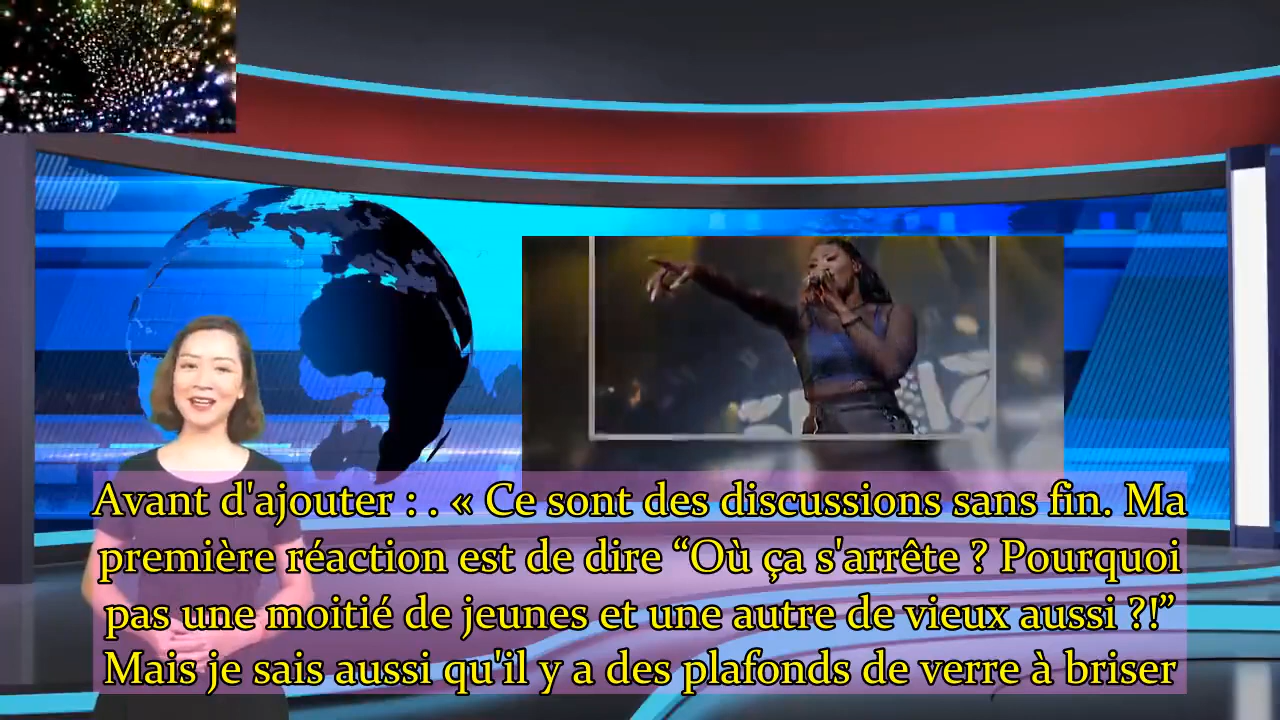 Avant d'ajouter : . « Ce sont des discussions sans fin. Ma
première réaction est de dire “Où ça s'arrête ? Pourquoi
pas une moitié de jeunes et une autre de vieux aussi ?!”
Mais je sais aussi qu'il y a des plafonds de verre à briser